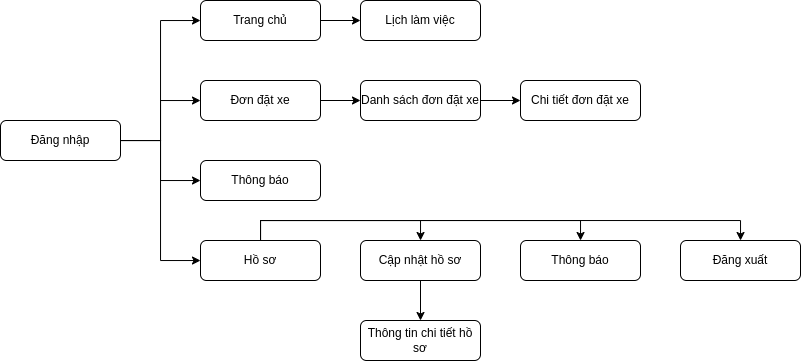 Trang chủ
Lịch làm việc
Đơn đặt xe
Danh sách đơn đặt xe
Chi tiết đơn đặt xe
Đăng nhập
Thông báo
Hồ sơ
Cập nhật hồ sơ
Thông báo
Đăng xuất
Thông tin chi tiết hồ
sơ